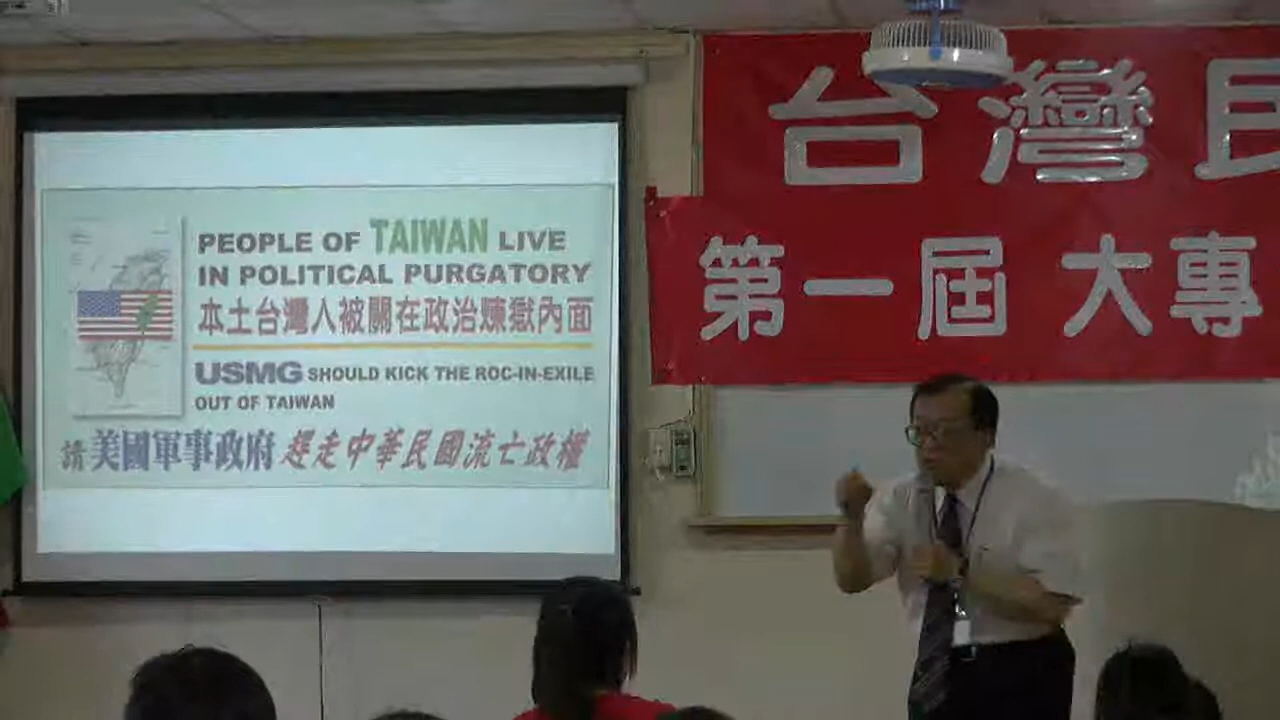 PEOPLE OF TAIWAN LIVE
IN POLITICAL PURGATORY
本土台灣人被關在政治煉獄內面
USMG SHOULD KICK THE ROC-IN-EXILE
OUT OF TAIWAN
請美國軍事政府趕走中華民國流亡政權
台灣民
第一屆 大專